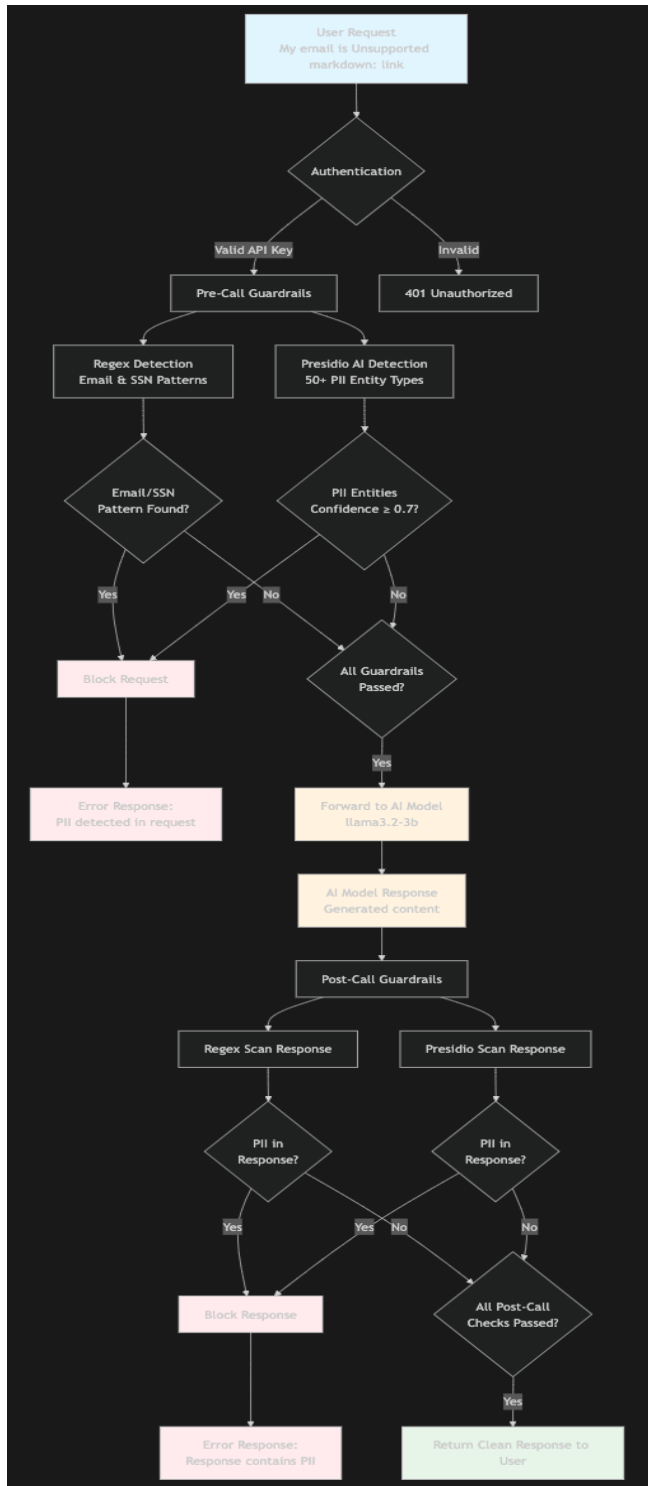 User Request
My email is Unsupported
markdown: link
Authentication
Valid API Key
Invalid
Pre-Call Guardrails
401 Unauthorized
Regex Detection
Email & SSN Patterns
Presidio AI Detection
50+ PII Entity Types
Email/SSN
Pattern Found?
PII Entities
Confidence ≥ 0.7?
Yes
Yes
No
No
Block Request
All Guardrails
Passed?
Yes
Error Response:
PII detected in request
Forward to AI Model
llama3.2-3b
AI Model Response
Generated content
Post-Call Guardrails
Regex Scan Response
Presidio Scan Response
PII in
Response?
PII in
Response?
Yes
Yes
No
No
Block Response
All Post-Call
Checks Passed?
Yes
Error Response:
Response contains PII
Return Clean Response to
User